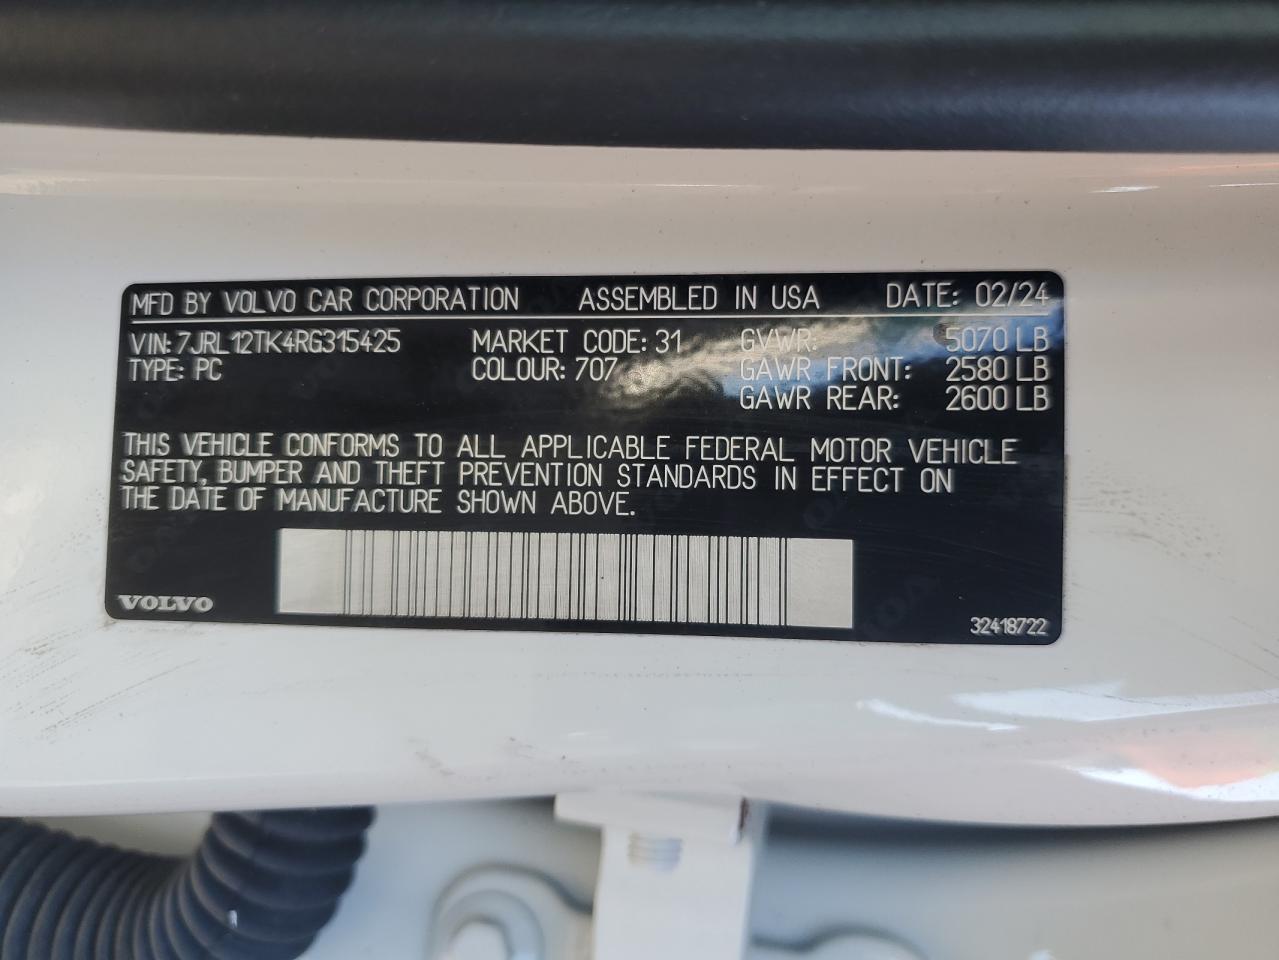 MFD BY VOLVO CAR CORPORATION ASSEMBLED IN USA DATE: 02/24
VIN: 7JRL12TK4RG315425 MARKET CODE: 31 GVWR: 5070 LB
TYPE: PC COLOUR: 707 GAWR FRONT: 2580 LB
GAWR REAR: 2600 LB
THIS VEHICLE CONFORMS TO ALL APPLICABLE FEDERAL MOTOR VEHICLE
SAFETY, BUMPER AND THEFT PREVENTION STANDARDS IN EFFECT ON
THE DATE OF MANUFACTURE SHOWN ABOVE.
VOLVO
32418722